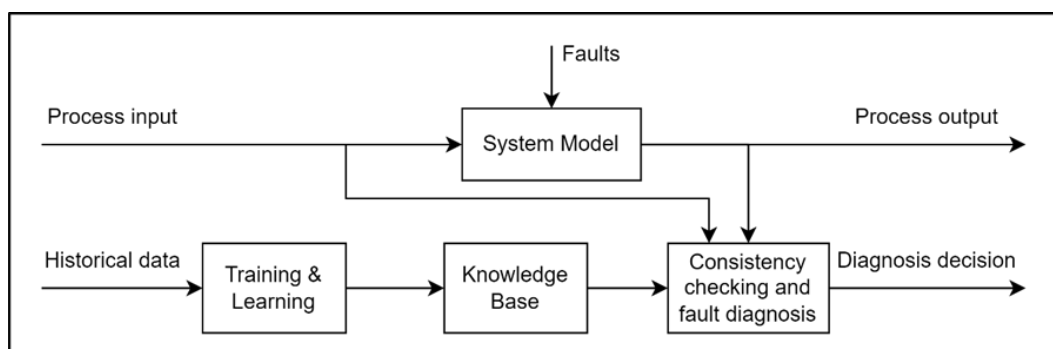 Faults
Process input
System Model
Process output
Historical data
Training &
Learning
Knowledge
Base
Consistency
checking and
fault diagnosis
Diagnosis decision